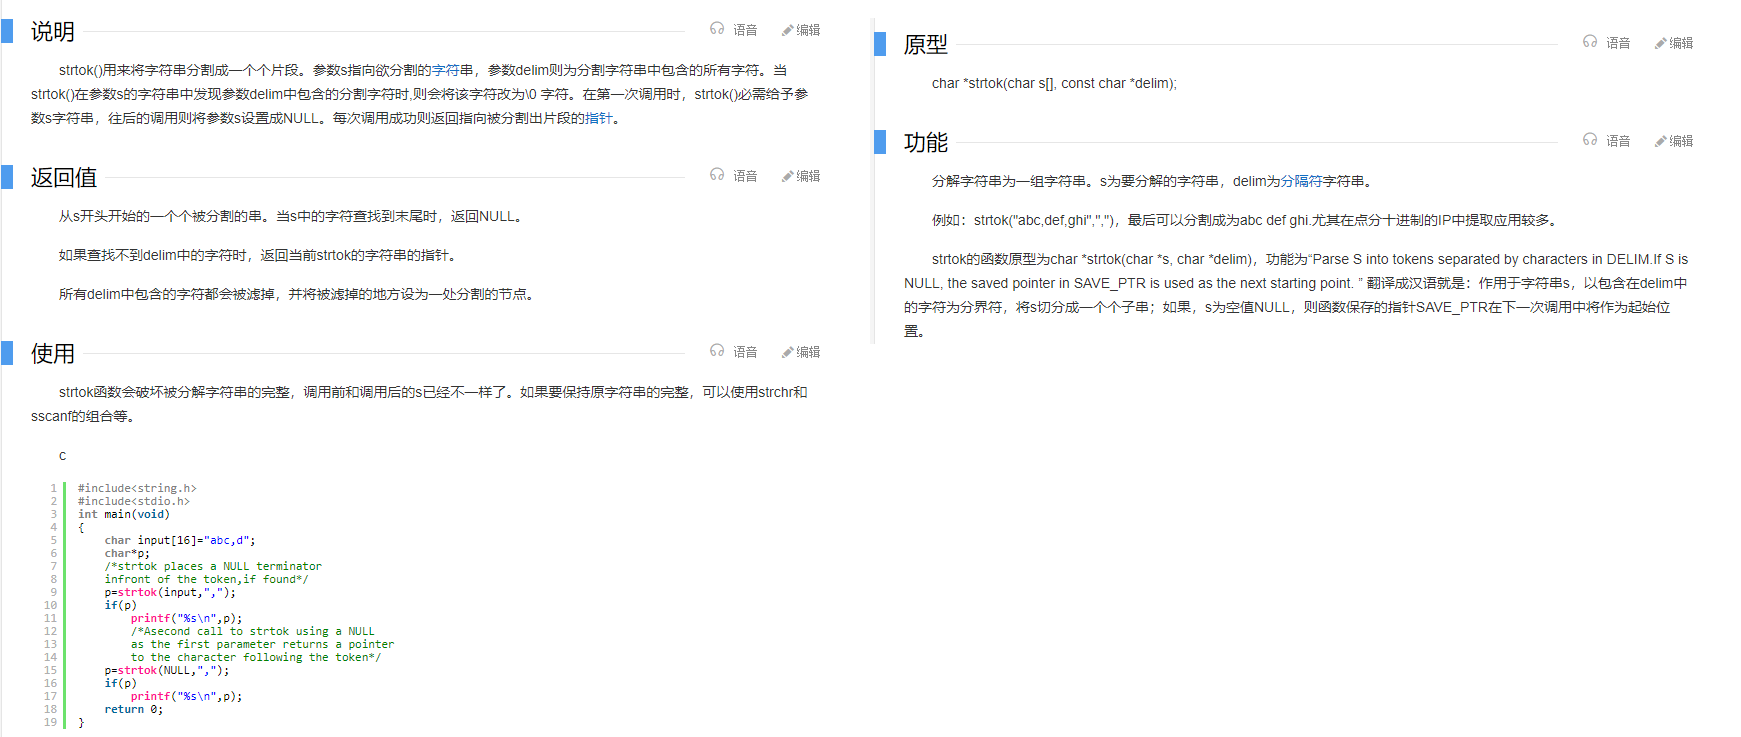 说明
语音 编辑
strtok()用来将字符串分割成一个个片段。参数s指向欲分割的字符串，参数delim则为分割字符串中包含的所有字符。当
strtok()在参数s的字符串中发现参数delim中包含的分割字符时,则会将该字符改为\0 字符。在第一次调用时，strtok()必需给予参
数s字符串，往后的调用则将参数s设置成NULL。每次调用成功则返回指向被分割出片段的指针。
返回值
语音 编辑
从s开头开始的一个个被分割的串。当s中的字符查找到末尾时，返回NULL。
如果查找不到delim中的字符时，返回当前strtok的字符串的指针。
所有delim中包含的字符都会被滤掉，并将被滤掉的地方设为一处分割的节点。
使用
语音 编辑
strtok函数会破坏被分解字符串的完整，调用前和调用后的s已经不一样了。如果要保持原字符串的完整，可以使用strchr和
sscanf的组合等。
c
1 #include<string.h>
2 #include<stdio.h>
3 int main(void)
4 {
5     char input[16]="abc,d";
6     char*p;
7     /*strtok places a NULL terminator
8     infront of the token,if found*/
9     p=strtok(input,",");
10     if(p)
11         printf("%s\n",p);
12         /*Asecond call to strtok using a NULL
13         as the first parameter returns a pointer
14         to the character following the token*/
15     p=strtok(NULL,",");
16     if(p)
17         printf("%s\n",p);
18     return 0;
19 }
原型
语音 编辑
char *strtok(char s[], const char *delim);
功能
语音 编辑
分解字符串为一组字符串。s为要分解的字符串，delim为分隔符字符串。
例如：strtok("abc,def,ghi",",")，最后可以分割成为abc def ghi.尤其在点分十进制的IP中提取应用较多。
strtok的函数原型为char *strtok(char *s, char *delim)，功能为“Parse S into tokens separated by characters in DELIM.If S is
NULL, the saved pointer in SAVE_PTR is used as the next starting point. ” 翻译成汉语就是：作用于字符串s，以包含在delim中
的字符为分界符，将s切分成一个个子串；如果，s为空值NULL，则函数保存的指针SAVE_PTR在下一次调用中将作为起始位
置。